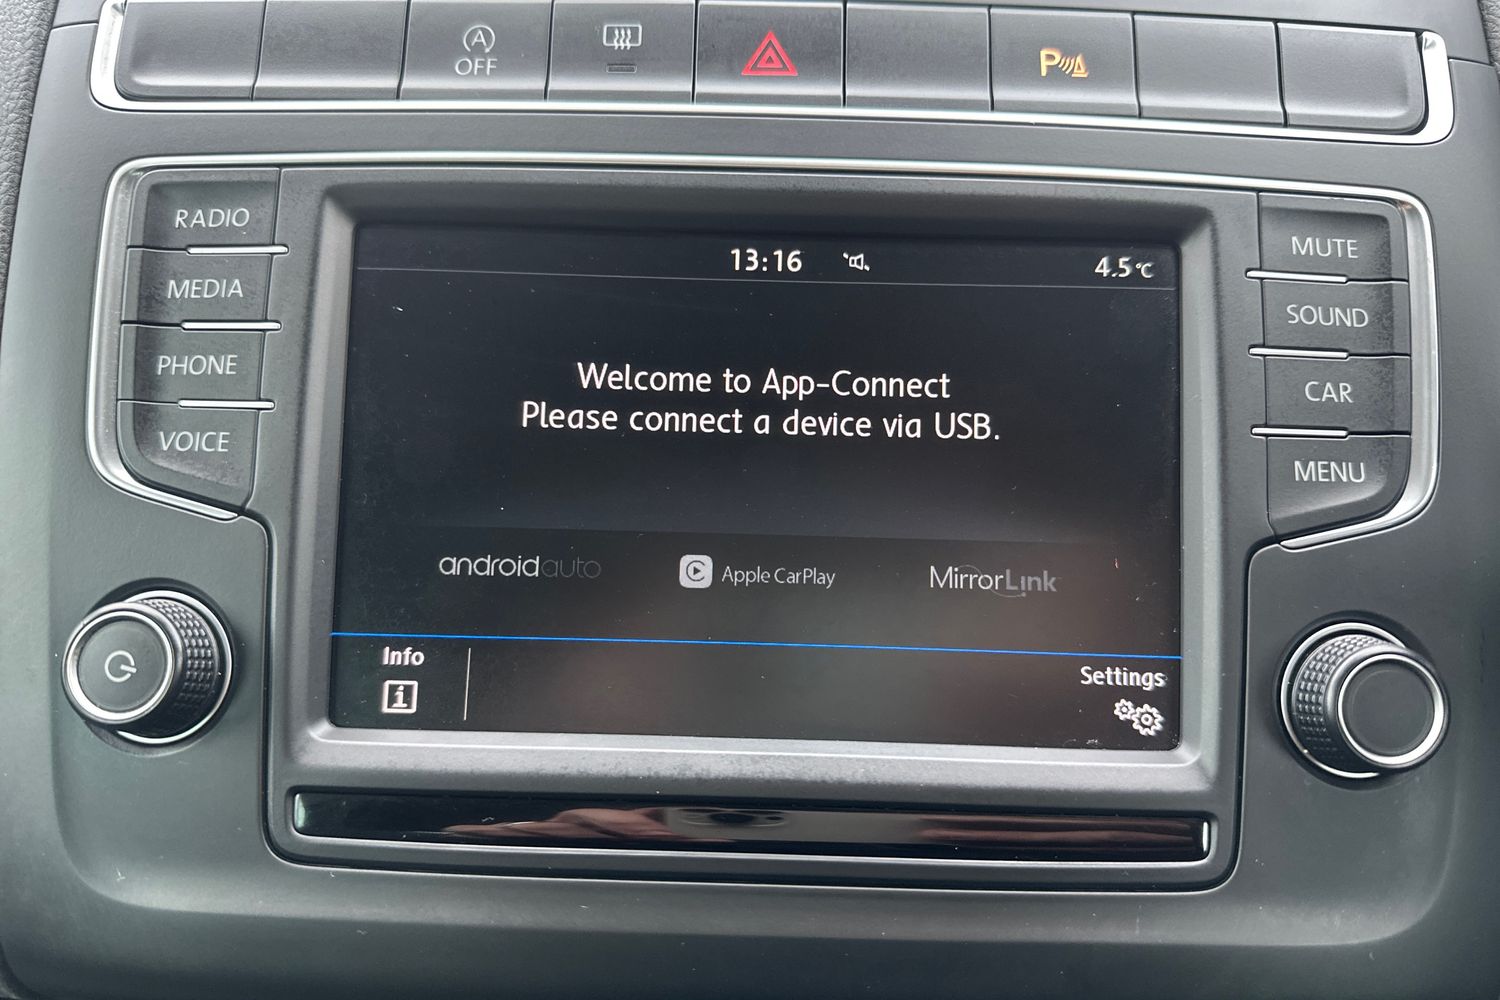 A
OFF
P
RADIO
MEDIA
PHONE
VOICE
13:16
4.5°C
Welcome to App-Connect
Please connect a device via USB.
androidauto
Apple CarPlay
MirrorLink
Info
i
Settings
MUTE
SOUND
CAR
MENU